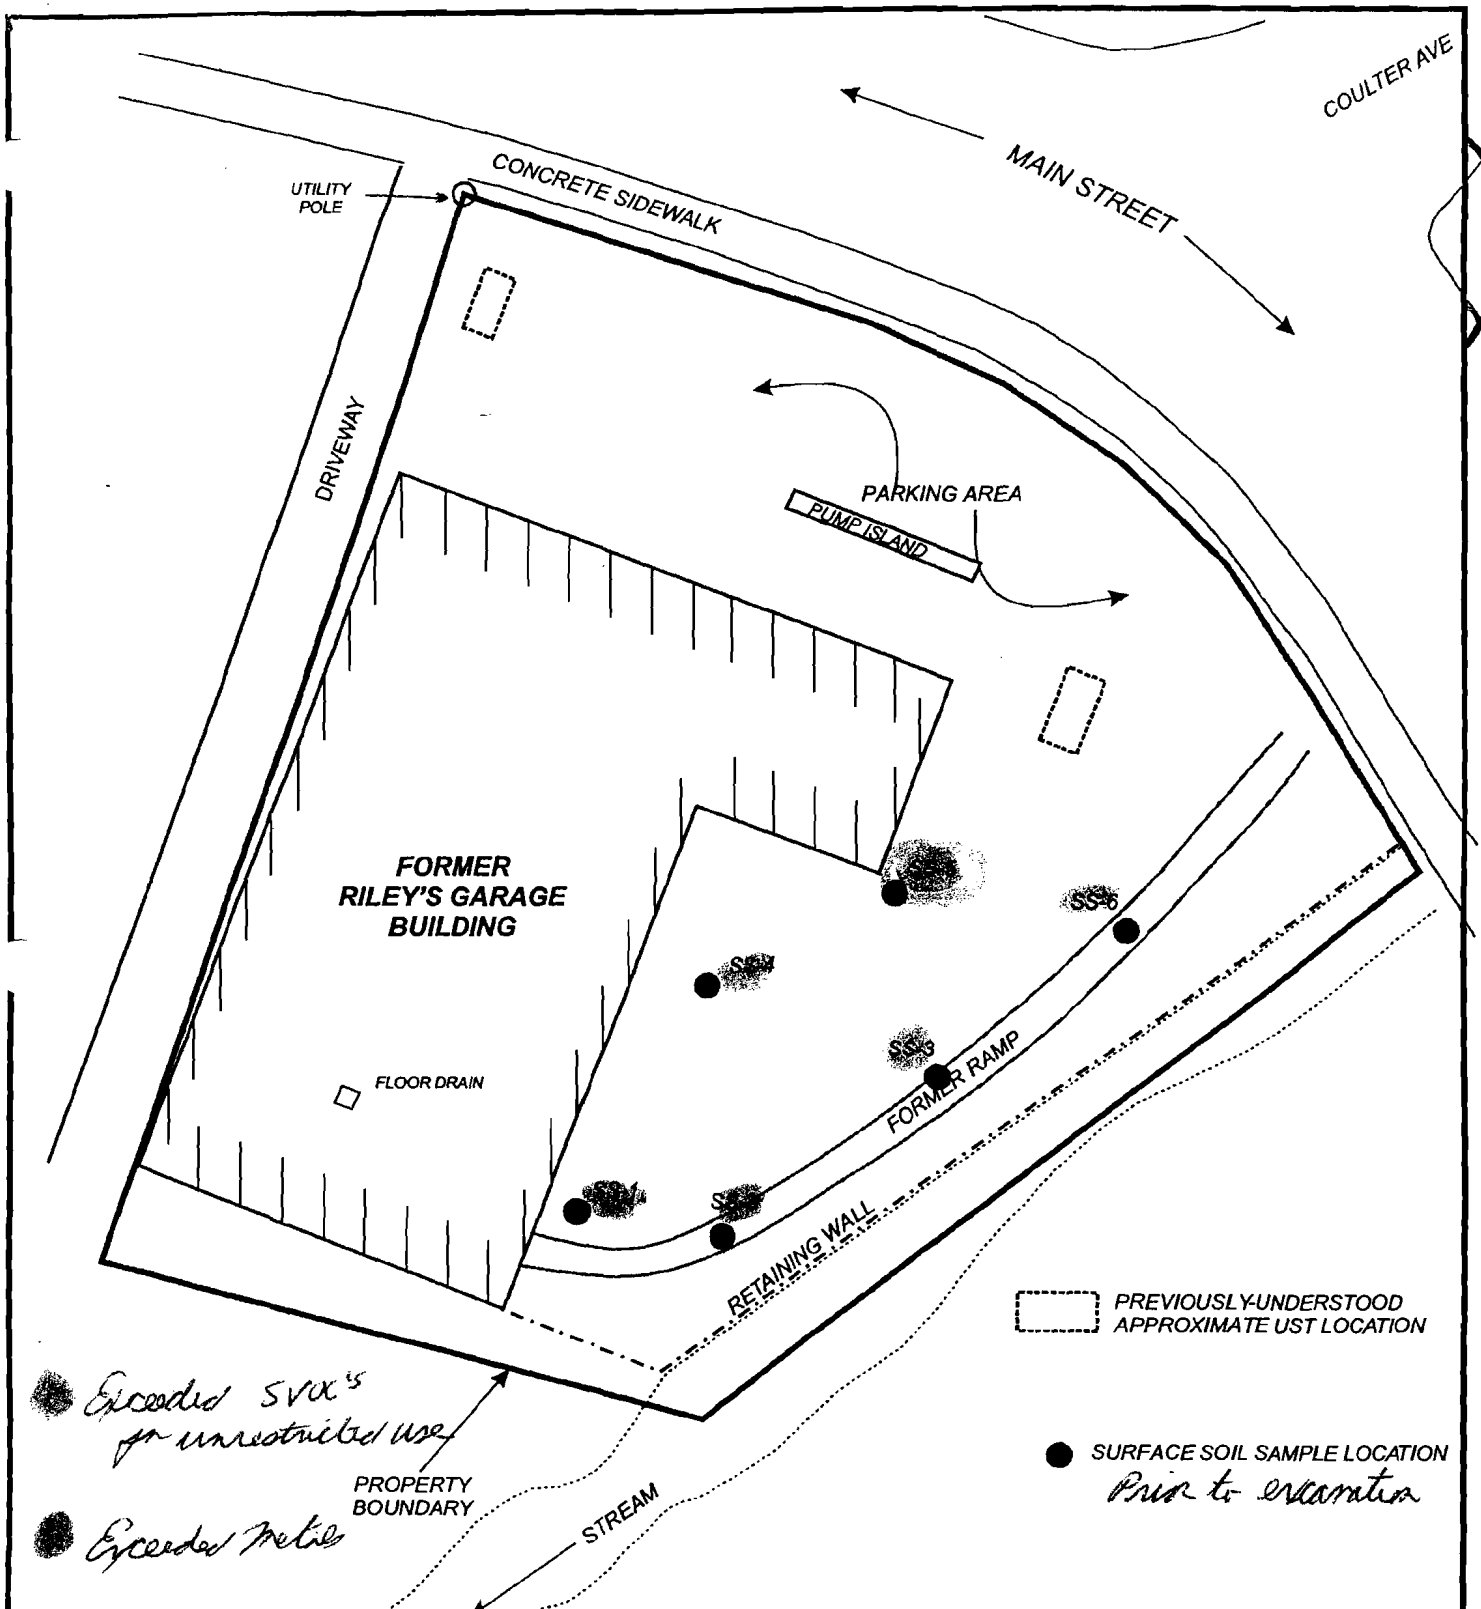 COULTER AVE
MAIN STREET
CONCRETE SIDEWALK
UTILITY
POLE
DRIVEWAY
PARKING AREA
PUMP ISLAND
FORMER
RILEY'S GARAGE
BUILDING
SS-6
SS-3
FLOOR DRAIN
FORMER RAMP
RETAINING WALL
PREVIOUSLY-UNDERSTOOD
APPROXIMATE UST LOCATION
Exceeded SVOC's
for unrestricted use
PROPERTY
BOUNDARY
SURFACE SOIL SAMPLE LOCATION
Prior to excavation
STREAM
Exceeded Metals